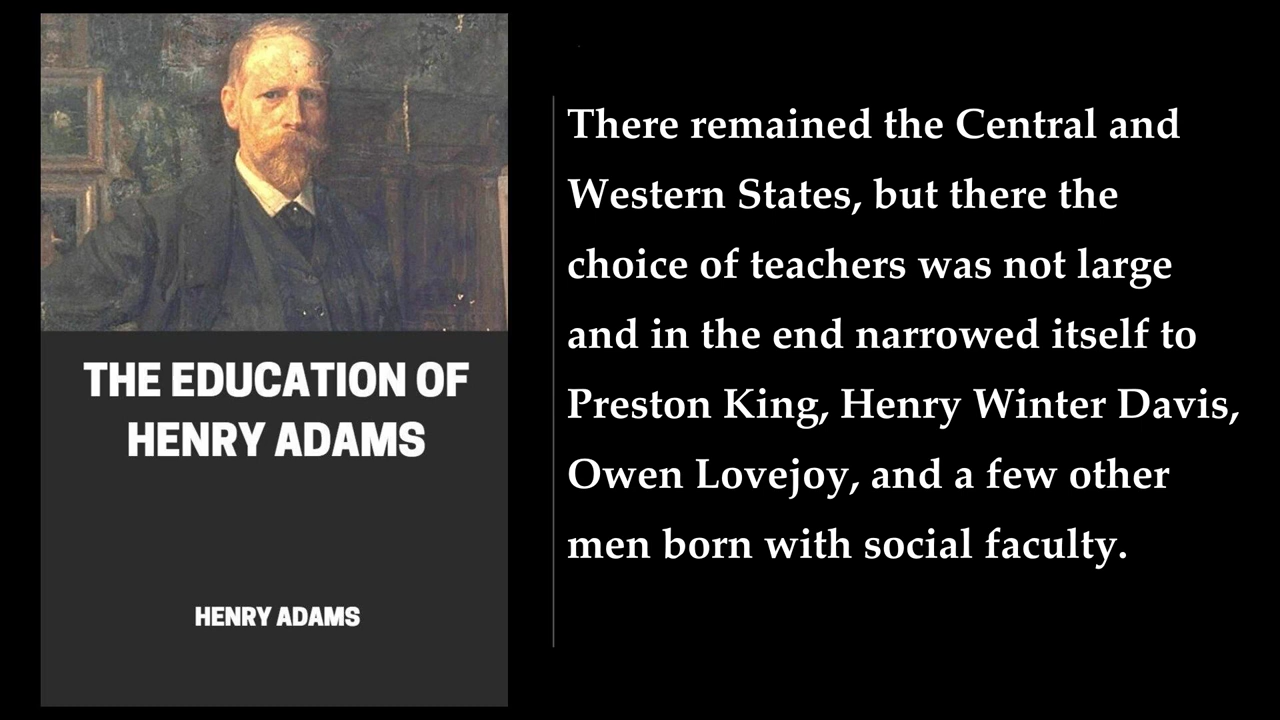 THE EDUCATION OF
HENRY ADAMS
HENRY ADAMS
There remained the Central and
Western States, but there the
choice of teachers was not large
and in the end narrowed itself to
Preston King, Henry Winter Davis,
Owen Lovejoy, and a few other
men born with social faculty.